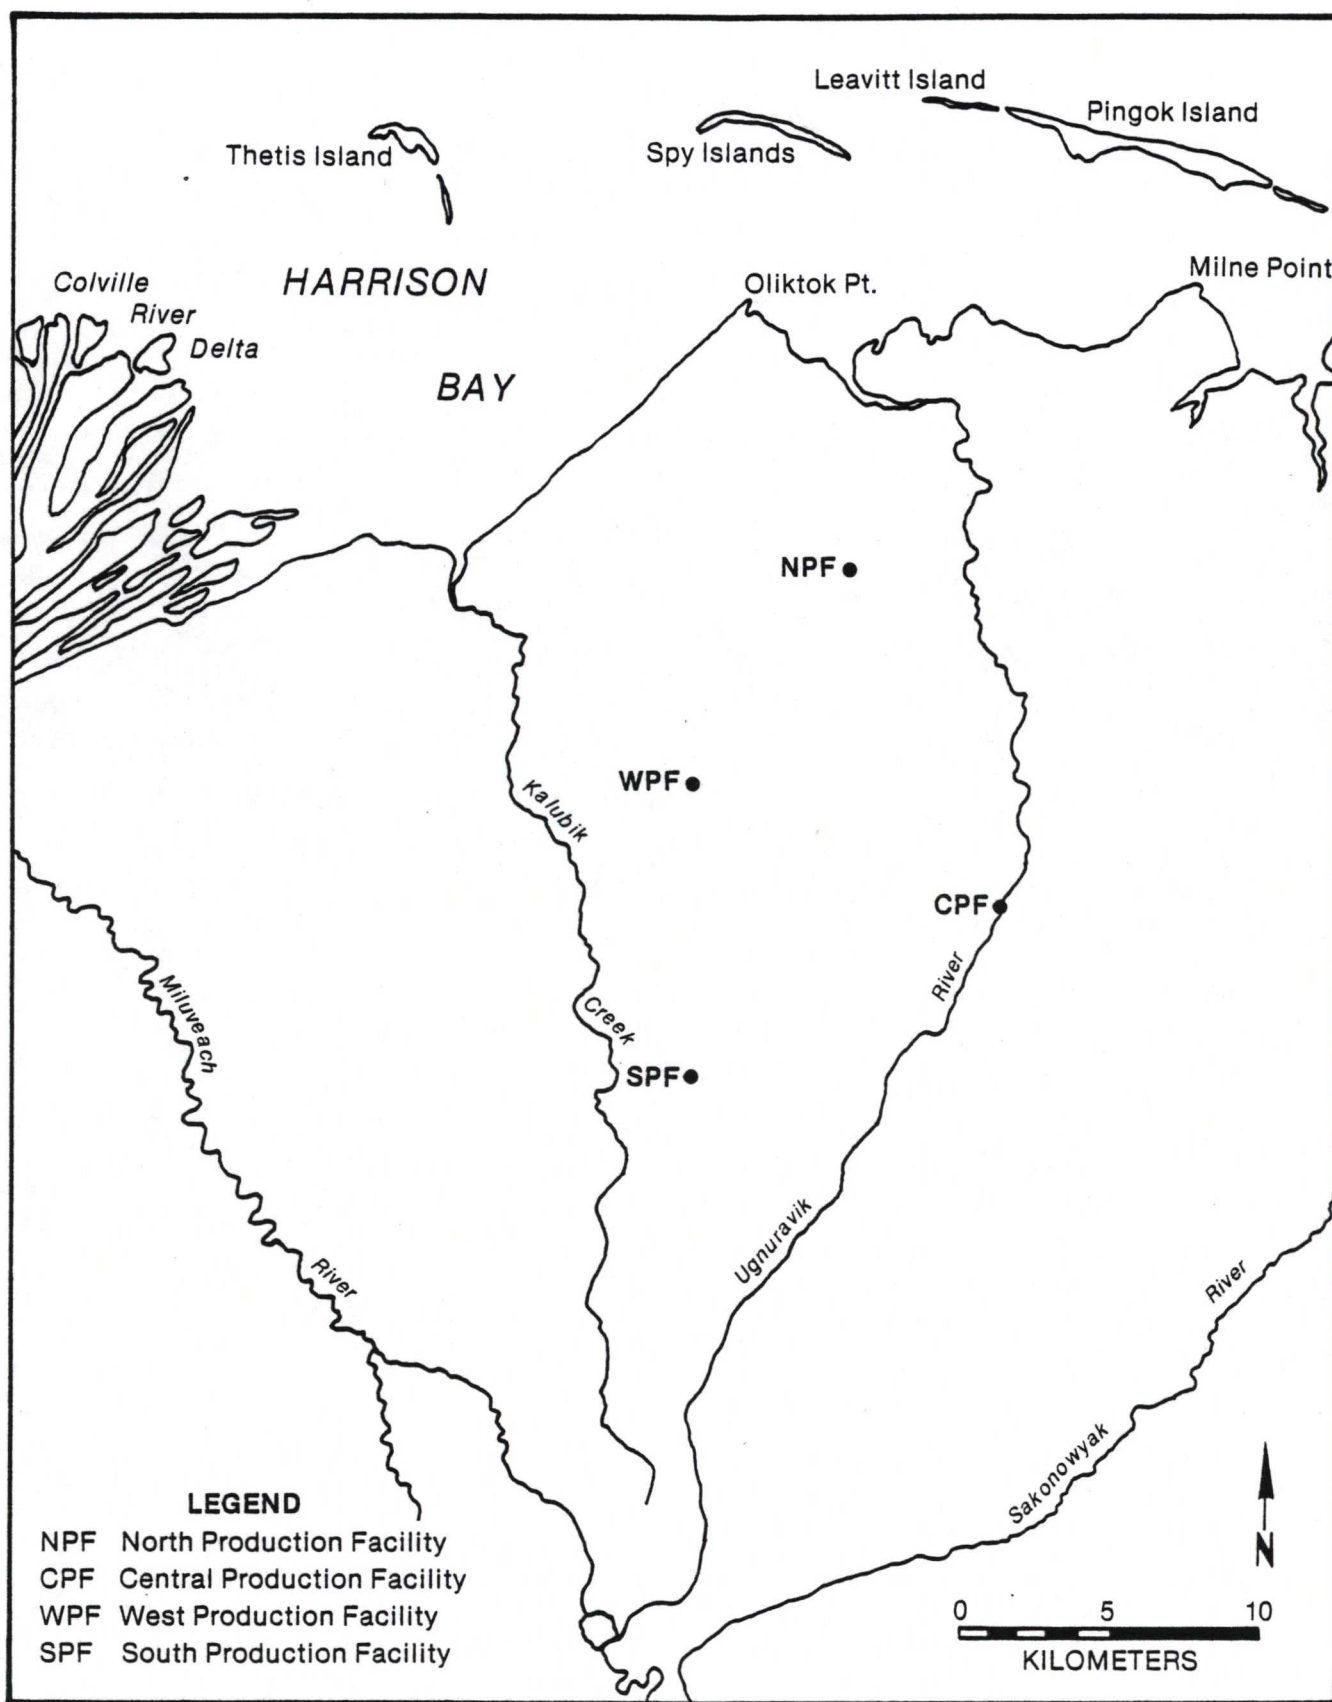 Leavitt Island
Pingok Island
Thetis Island
Spy Islands
Colville
River
Delta
HARRISON
BAY
Oliktok Pt.
Milne Point
NPF
WPF
Kalubik
CPF
River
Miluveach
Creek
SPF
Ugnuravik
River
River
Sakonowyak
LEGEND
NPF North Production Facility
CPF Central Production Facility
WPF West Production Facility
SPF South Production Facility
N
0 5 10
KILOMETERS